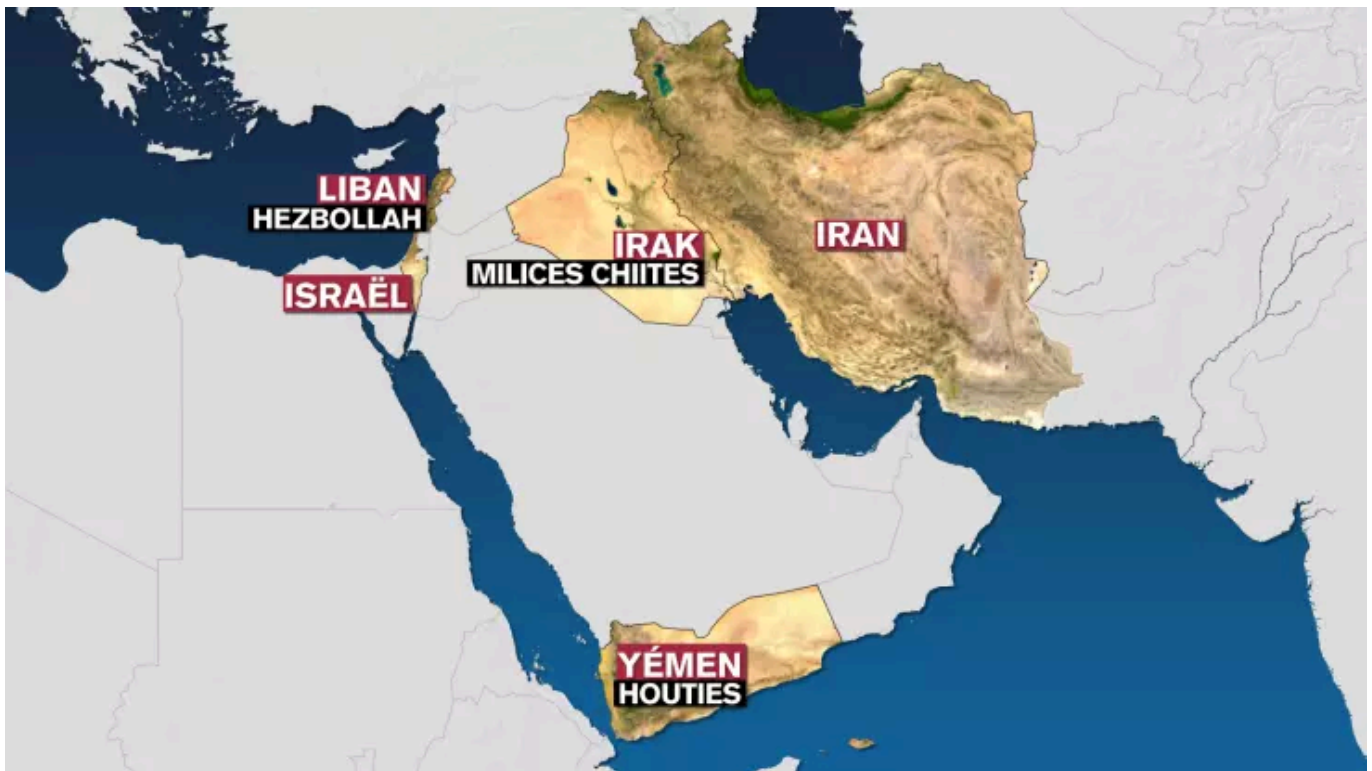 LIBAN
HEZBOLLAH
ISRAËL
IRAK
MILICES CHIITES
IRAN
YÉMEN
HOUTIES